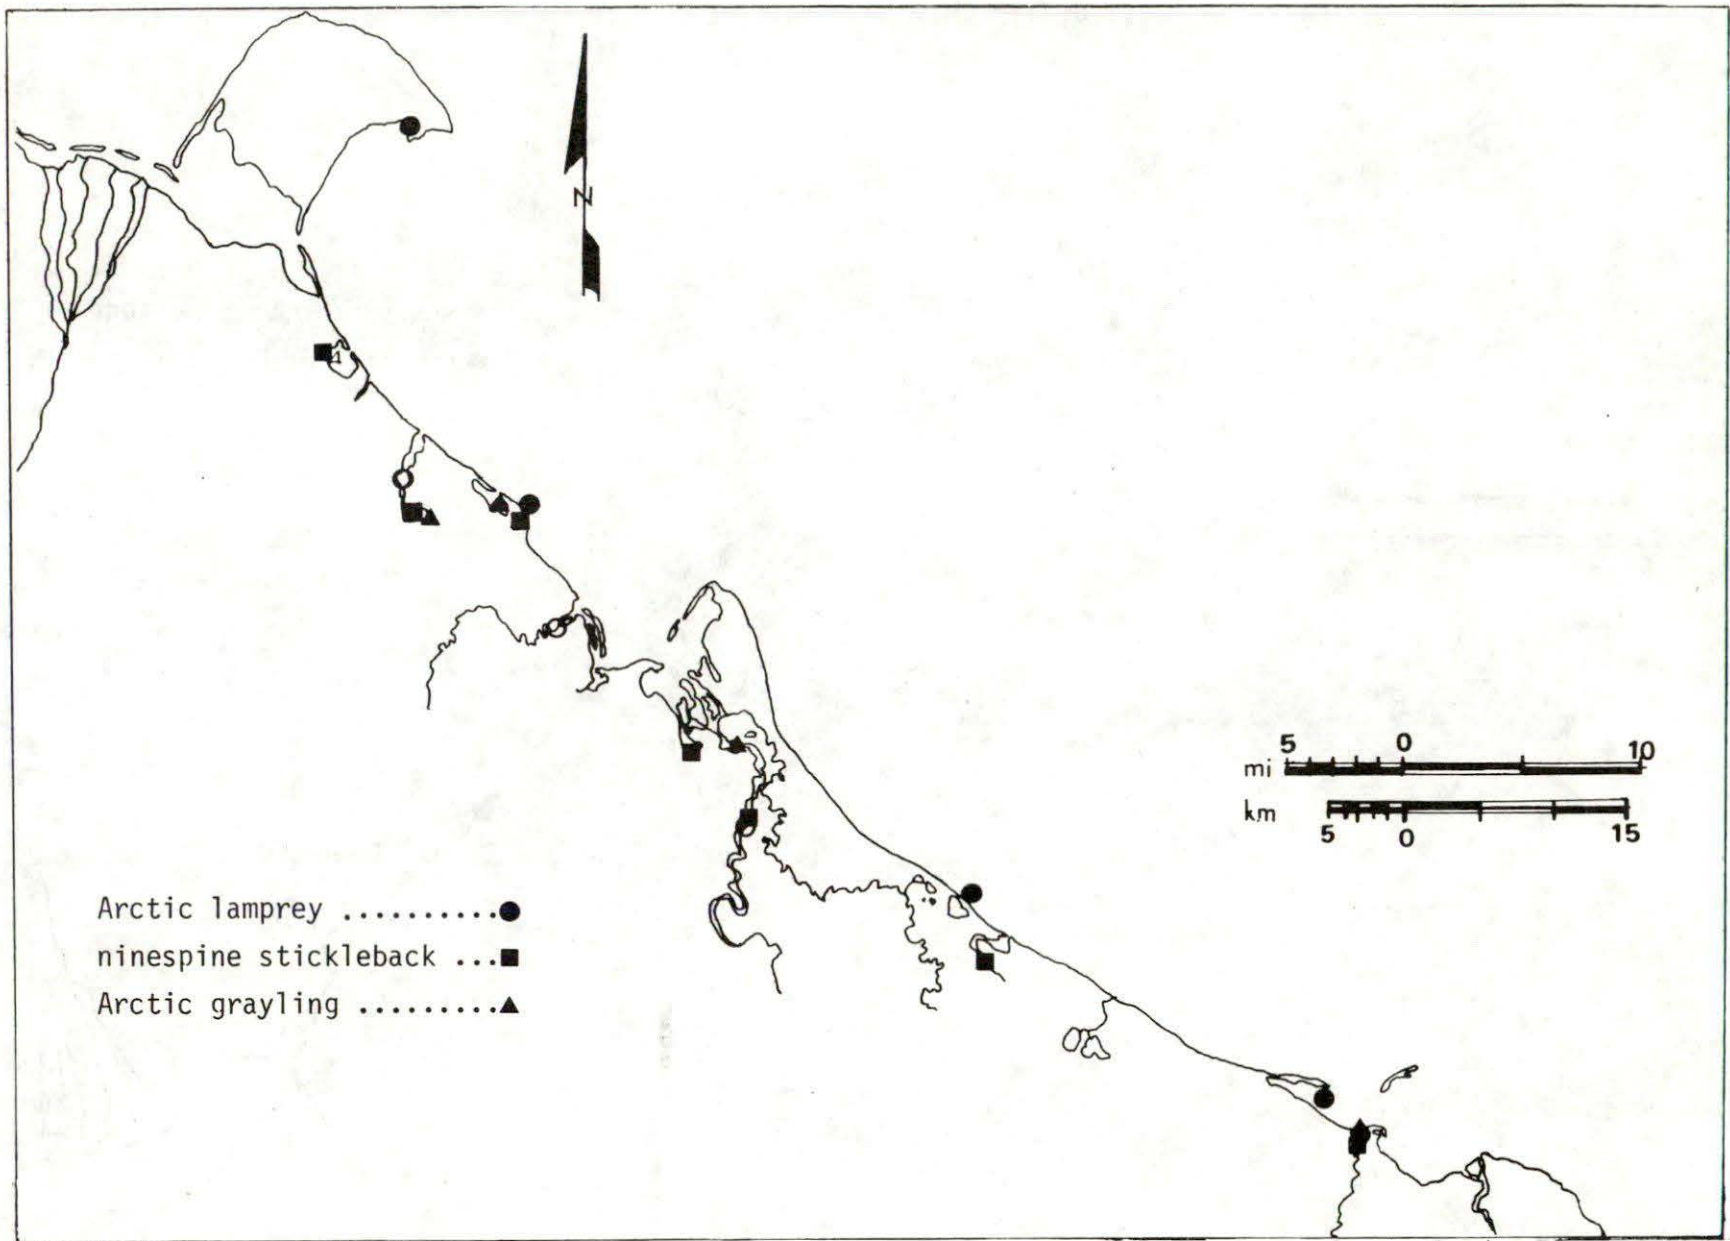 N
5 0 10
mi
km
5 0 15
Arctic lamprey ..........●
ninespine stickleback ...■
Arctic grayling .........▲